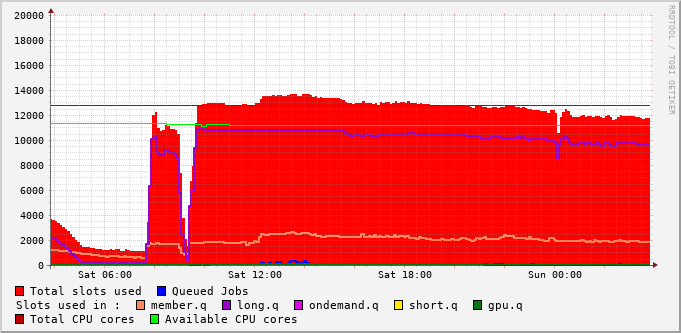 20000
18000
16000
14000
12000
10000
8000
6000
4000
2000
0
Sat 06:00 Sat 12:00 Sat 18:00 Sun 00:00
RRDTOOL / TOBI OETIKER
Total slots used Queued Jobs
Slots used in : member.q long.q ondemand.q short.q gpu.q
Total CPU cores Available CPU cores